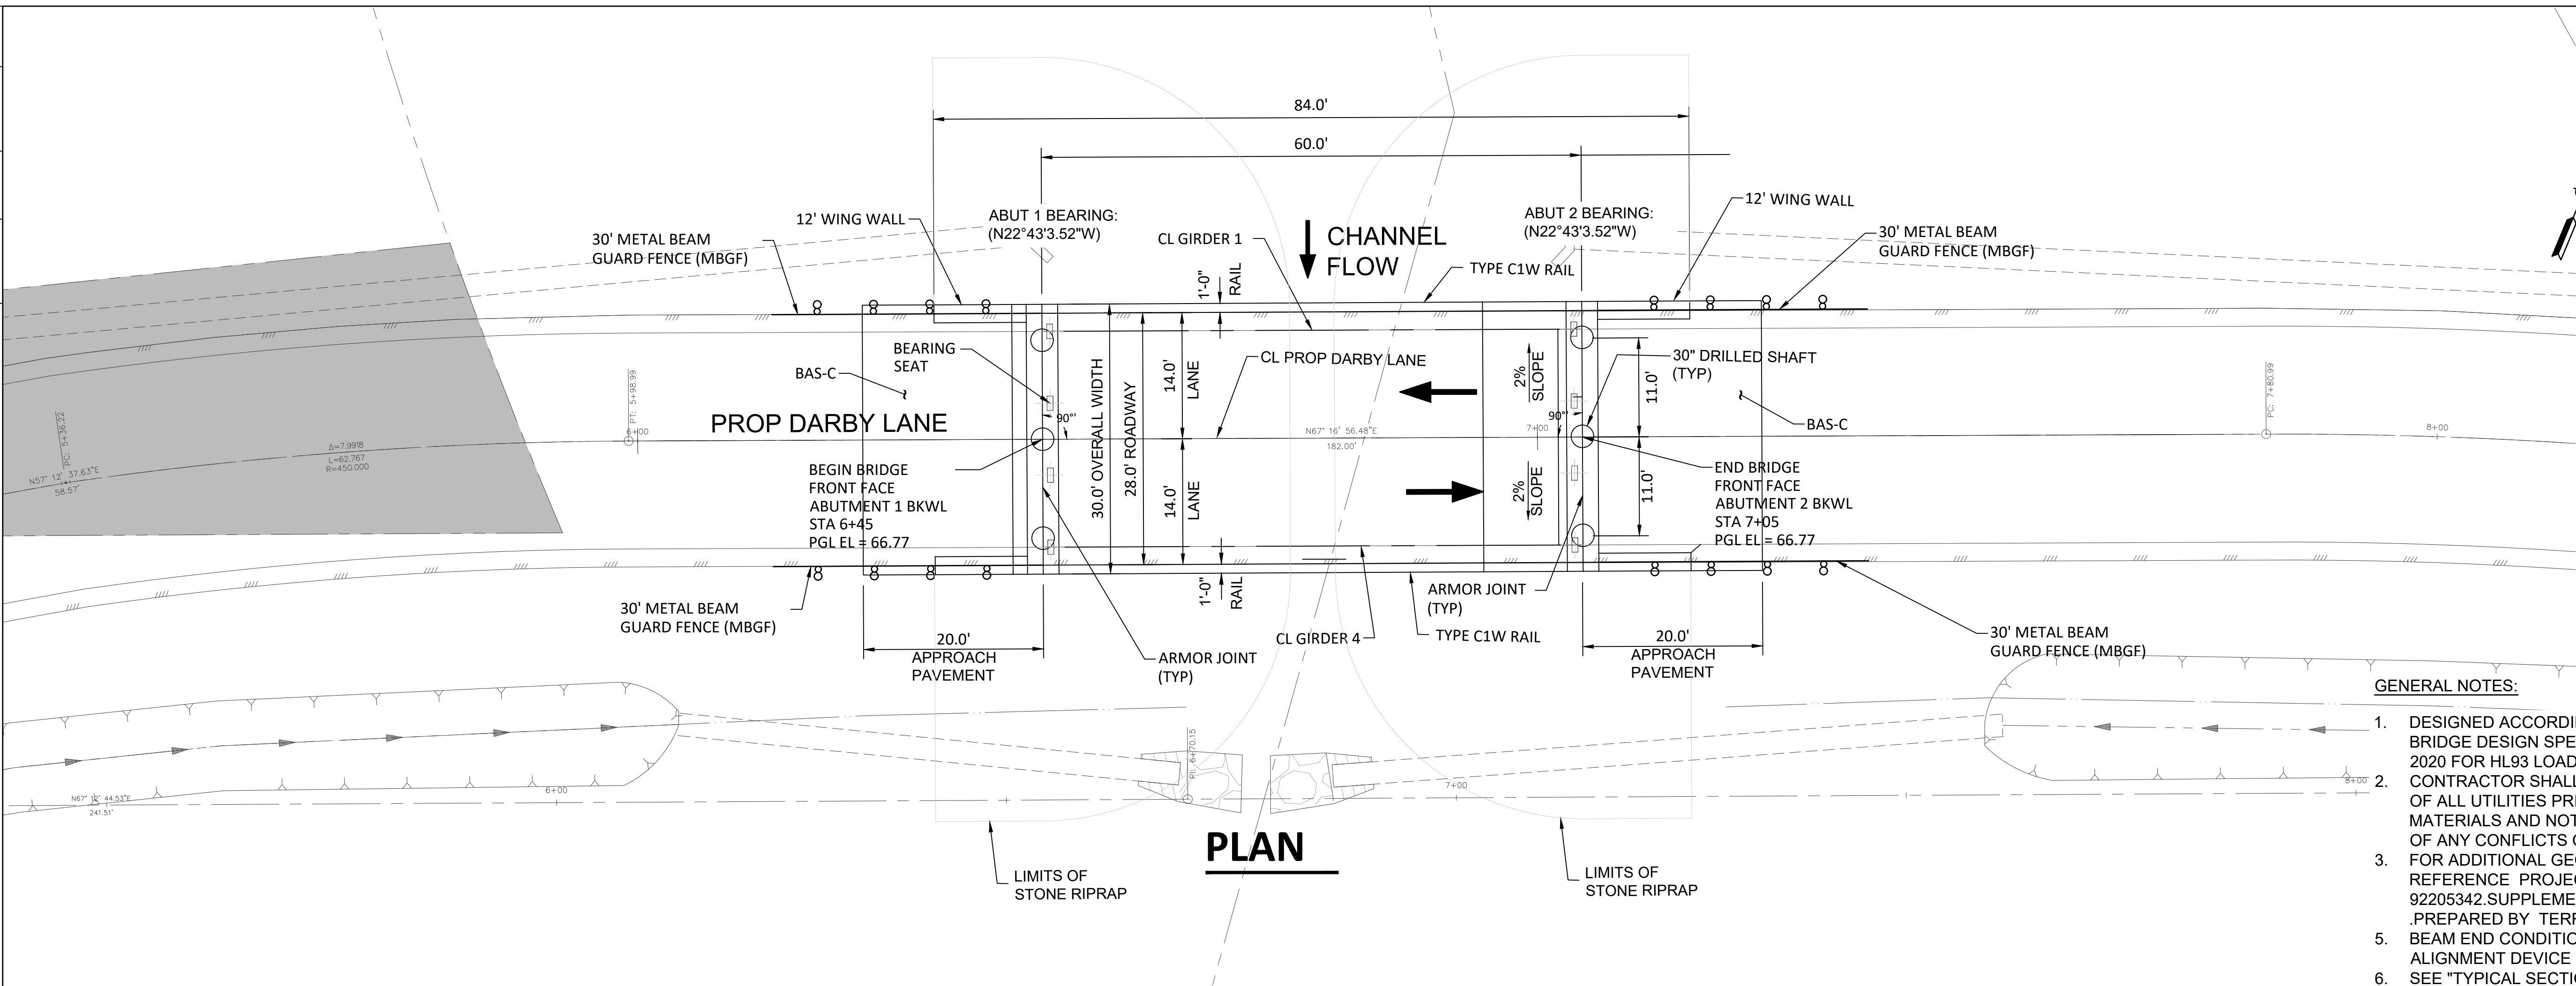 84.0'
60.0'
12' WING WALL
ABUT 1 BEARING:
(N22°43'3.52"W)
30' METAL BEAM
GUARD FENCE (MBGF)
CL GIRDER 1
1'-0"
RAIL
CHANNEL
FLOW
TYPE C1W RAIL
ABUT 2 BEARING:
(N22°43'3.52"W)
12' WING WALL
30' METAL BEAM
GUARD FENCE (MBGF)
BEARING
SEAT
BAS-C
PROP DARBY LANE
PC: 5+36.22
N57° 12' 37.63"E
58.57'
Δ=7.9918
L=62.767
R=450.000
PT: 5+98.99
6+00
90°'
30.0' OVERALL WIDTH
28.0' ROADWAY
14.0'
LANE
14.0'
LANE
CL PROP DARBY LANE
N67° 16' 56.48"E
182.00'
2%
SLOPE
2%
SLOPE
7+00
90°'
30" DRILLED SHAFT
(TYP)
11.0'
11.0'
BAS-C
PC: 7+80.99
8+00
BEGIN BRIDGE
FRONT FACE
ABUTMENT 1 BKWL
STA 6+45
PGL EL = 66.77
END BRIDGE
FRONT FACE
ABUTMENT 2 BKWL
STA 7+05
PGL EL = 66.77
30' METAL BEAM
GUARD FENCE (MBGF)
20.0'
APPROACH
PAVEMENT
ARMOR JOINT
(TYP)
1'-0"
RAIL
CL GIRDER 4
ARMOR JOINT
(TYP)
TYPE C1W RAIL
20.0'
APPROACH
PAVEMENT
30' METAL BEAM
GUARD FENCE (MBGF)
N67° 12' 44.53"E
241.51'
6+00
PI: 6+70.15
7+00
8+00
PLAN
LIMITS OF
STONE RIPRAP
LIMITS OF
STONE RIPRAP
GENERAL NOTES:
1. DESIGNED ACCORDI
BRIDGE DESIGN SPE
2020 FOR HL93 LOAD
2. CONTRACTOR SHALL
OF ALL UTILITIES PR
MATERIALS AND NOT
OF ANY CONFLICTS
3. FOR ADDITIONAL GE
REFERENCE PROJE
92205342.SUPPLEME
.PREPARED BY TER
5. BEAM END CONDITIO
ALIGNMENT DEVICE
6. SEE "TYPICAL SECTI